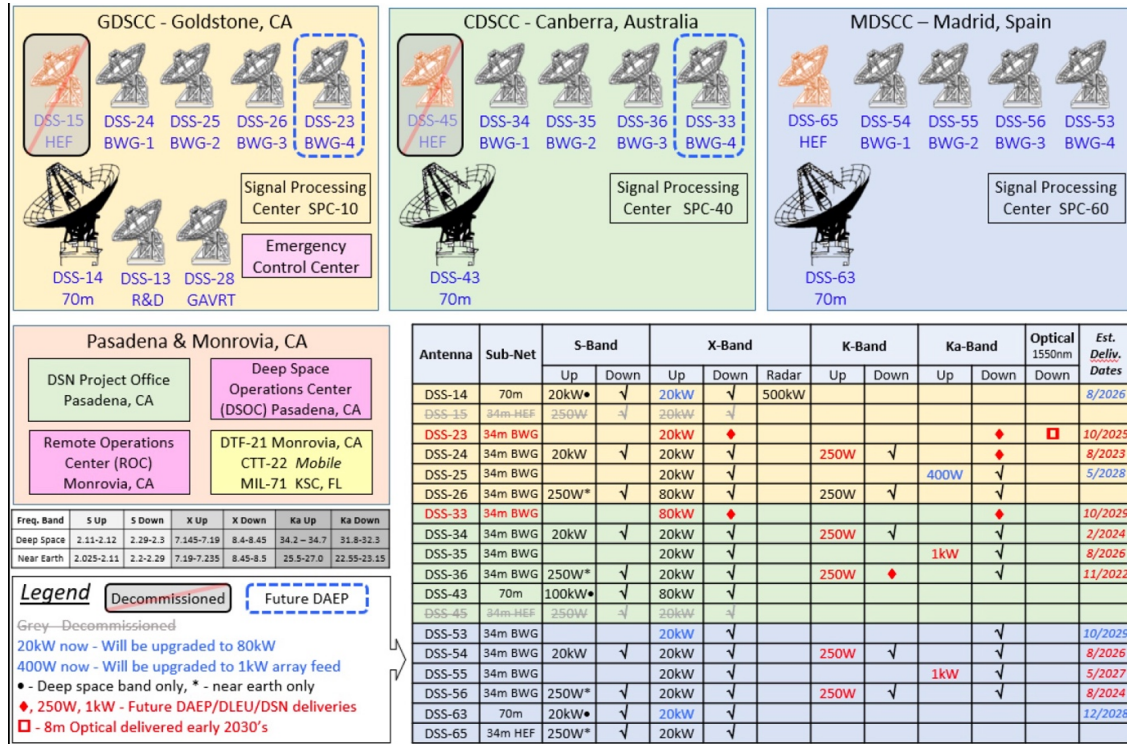 GDSCC - Goldstone, CA
DSS-15 DSS-24 DSS-25 DSS-26 DSS-23
HEF BWG-1 BWG-2 BWG-3 BWG-4
Signal Processing
Center SPC-10
Emergency
Control Center
DSS-14 DSS-13 DSS-28
70m R&D GAVRT
CDSCC - Canberra, Australia
DSS-45 DSS-34 DSS-35 DSS-36 DSS-33
HEF BWG-1 BWG-2 BWG-3 BWG-4
Signal Processing
Center SPC-40
DSS-43
70m
MDSCC – Madrid, Spain
DSS-65 DSS-54 DSS-55 DSS-56 DSS-53
HEF BWG-1 BWG-2 BWG-3 BWG-4
Signal Processing
Center SPC-60
DSS-63
70m
Pasadena & Monrovia, CA
DSN Project Office
Pasadena, CA
Deep Space
Operations Center
(DSOC) Pasadena, CA
Remote Operations
Center (ROC)
Monrovia, CA
DTF-21 Monrovia, CA
CTT-22 Mobile
MIL-71 KSC, FL
Freq. Band S Up S Down X Up X Down Ka Up Ka Down
Deep Space 2.11-2.12 2.29-2.3 7.145-7.19 8.4-8.45 34.2 – 34.7 31.8-32.3
Near Earth 2.025-2.11 2.2-2.29 7.19-7.235 8.45-8.5 25.5-27.0 22.55-23.15
Legend Decommissioned Future DAEP
Grey - Decommissioned
20kW now - Will be upgraded to 80kW
400W now - Will be upgraded to 1kW array feed
• - Deep space band only, * - near earth only
♦, 250W, 1kW - Future DAEP/DLEU/DSN deliveries
□ - 8m Optical delivered early 2030's
Antenna Sub-Net S-Band X-Band K-Band Ka-Band Optical 1550nm Est. Deliv. Dates
Up Down Up Down Radar Up Down Up Down Down
DSS-14 70m 20kW• √ 20kW √ 500kW 8/2026
DSS-15 34m HEF 250W √ 20kW √
DSS-23 34m BWG 20kW ♦ ♦ □ 10/2025
DSS-24 34m BWG 20kW √ 20kW √ 250W √ ♦ 8/2023
DSS-25 34m BWG 20kW √ 400W √ 5/2028
DSS-26 34m BWG 250W* √ 80kW √ 250W √ √
DSS-33 34m BWG 80kW ♦ ♦ 10/2029
DSS-34 34m BWG 20kW √ 20kW √ 250W √ √ 2/2024
DSS-35 34m BWG 20kW √ 1kW √ 8/2026
DSS-36 34m BWG 250W* √ 20kW √ 250W ♦ √ 11/2022
DSS-43 70m 100kW• √ 80kW √
DSS-45 34m HEF 250W √ 20kW √
DSS-53 34m BWG 20kW √ √ 10/2029
DSS-54 34m BWG 20kW √ 20kW √ 250W √ √ 8/2026
DSS-55 34m BWG 20kW √ 1kW √ 5/2027
DSS-56 34m BWG 250W* √ 20kW √ 250W √ √ 8/2024
DSS-63 70m 20kW• √ 20kW √ 12/2028
DSS-65 34m HEF 250W* √ 20kW √